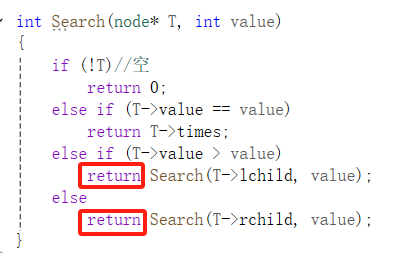 int Search(node* T, int value)
{
if (!T)//空
return 0;
else if (T->value == value)
return T->times;
else if (T->value > value)
return Search(T->lchild, value);
else
return Search(T->rchild, value);
}